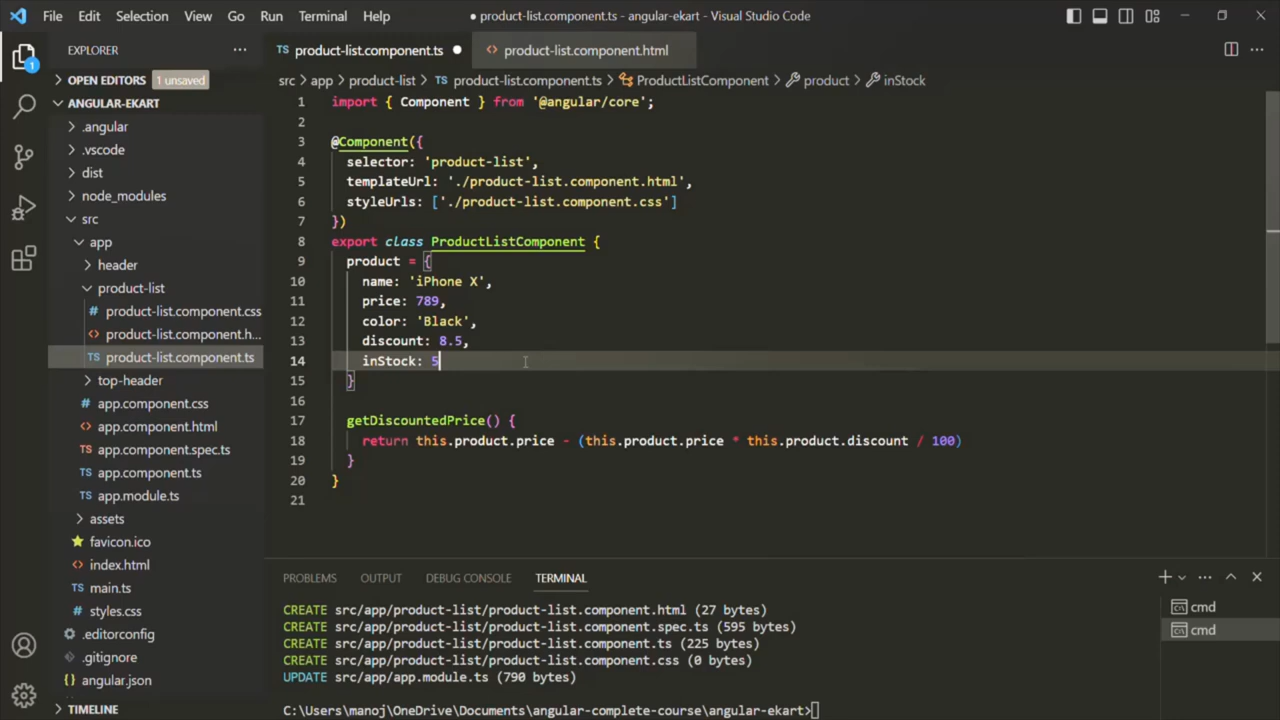 File Edit Selection View Go Run Terminal Help
● product-list.component.ts - angular-ekart - Visual Studio Code
EXPLORER
OPEN EDITORS 1 unsaved
ANGULAR-EKART
.angular
.vscode
dist
node_modules
src
app
header
product-list
# product-list.component.css
<> product-list.component.h...
TS product-list.component.ts
top-header
# app.component.css
<> app.component.html
TS app.component.spec.ts
TS app.component.ts
TS app.module.ts
assets
favicon.ico
<> index.html
TS main.ts
# styles.css
.editorconfig
.gitignore
{} angular.json
TIMELINE
1
TS product-list.component.ts ●
<> product-list.component.html
src > app > product-list > TS product-list.component.ts > ProductListComponent > product > inStock
1 import { Component } from '@angular/core';
2
3 @Component({
4 selector: 'product-list',
5 templateUrl: './product-list.component.html',
6 styleUrls: ['./product-list.component.css']
7 })
8 export class ProductListComponent {
9 product = {
10 name: 'iPhone X',
11 price: 789,
12 color: 'Black',
13 discount: 8.5,
14 inStock: 5
15 }
16
17 getDiscountedPrice() {
18 return this.product.price - (this.product.price * this.product.discount / 100)
19 }
20 }
21
PROBLEMS OUTPUT DEBUG CONSOLE TERMINAL
CREATE src/app/product-list/product-list.component.html (27 bytes)
CREATE src/app/product-list/product-list.component.spec.ts (595 bytes)
CREATE src/app/product-list/product-list.component.ts (225 bytes)
CREATE src/app/product-list/product-list.component.css (0 bytes)
UPDATE src/app/app.module.ts (790 bytes)
C:\Users\manoj\OneDrive\Documents\angular-complete-course\angular-ekart>
cmd
cmd